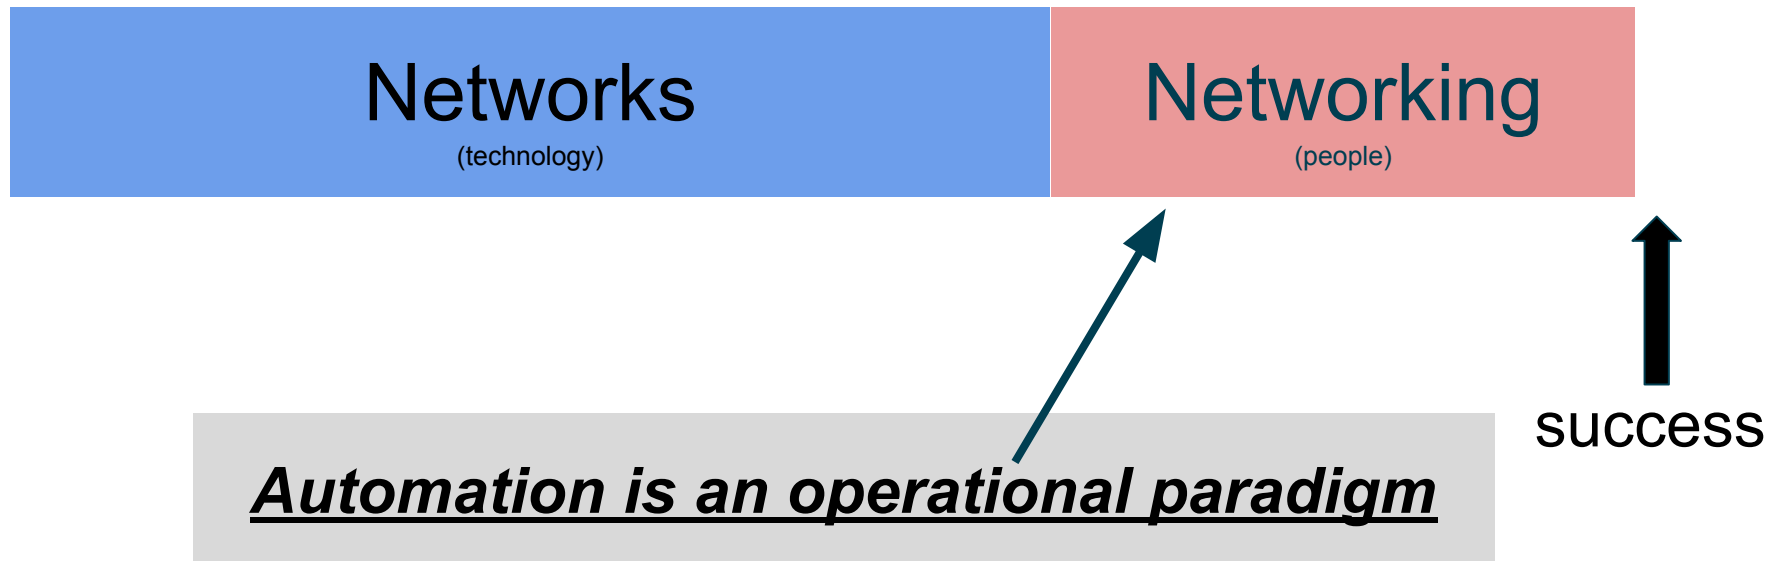 Networks
(technology)
Networking
(people)
success
Automation is an operational paradigm